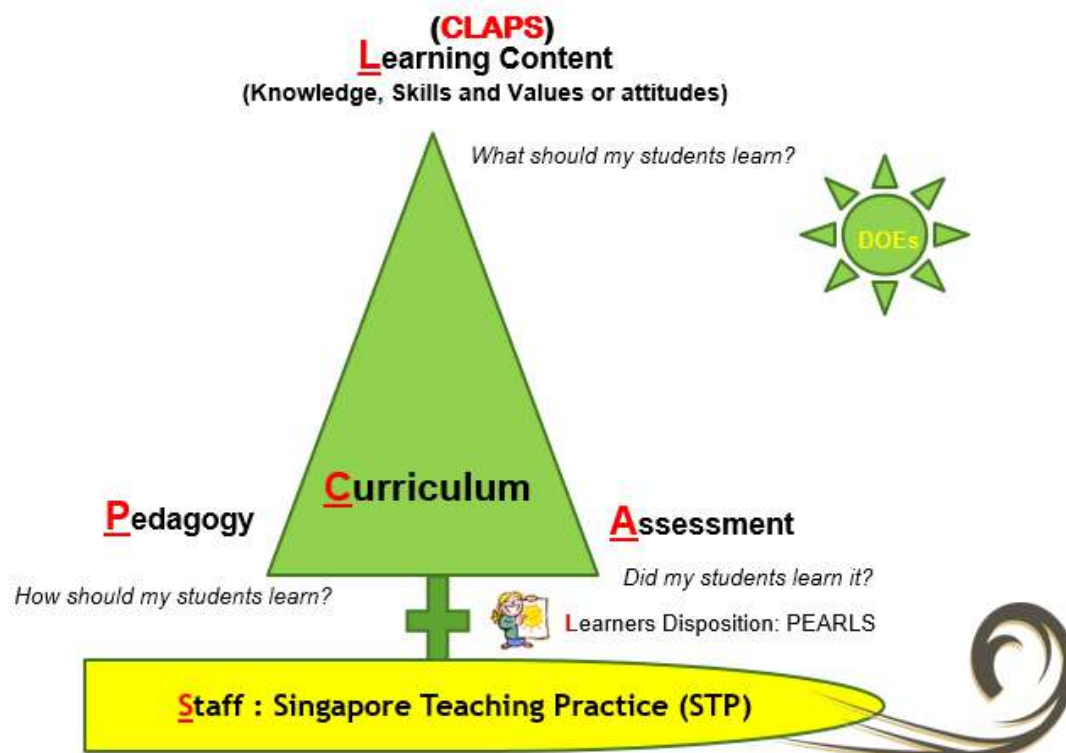 (CLAPS)
Learning Content
(Knowledge, Skills and Values or attitudes)
What should my students learn?
DOEs
Curriculum
Pedagogy
Assessment
How should my students learn?
Did my students learn it?
Learners Disposition: PEARLS
Staff : Singapore Teaching Practice (STP)